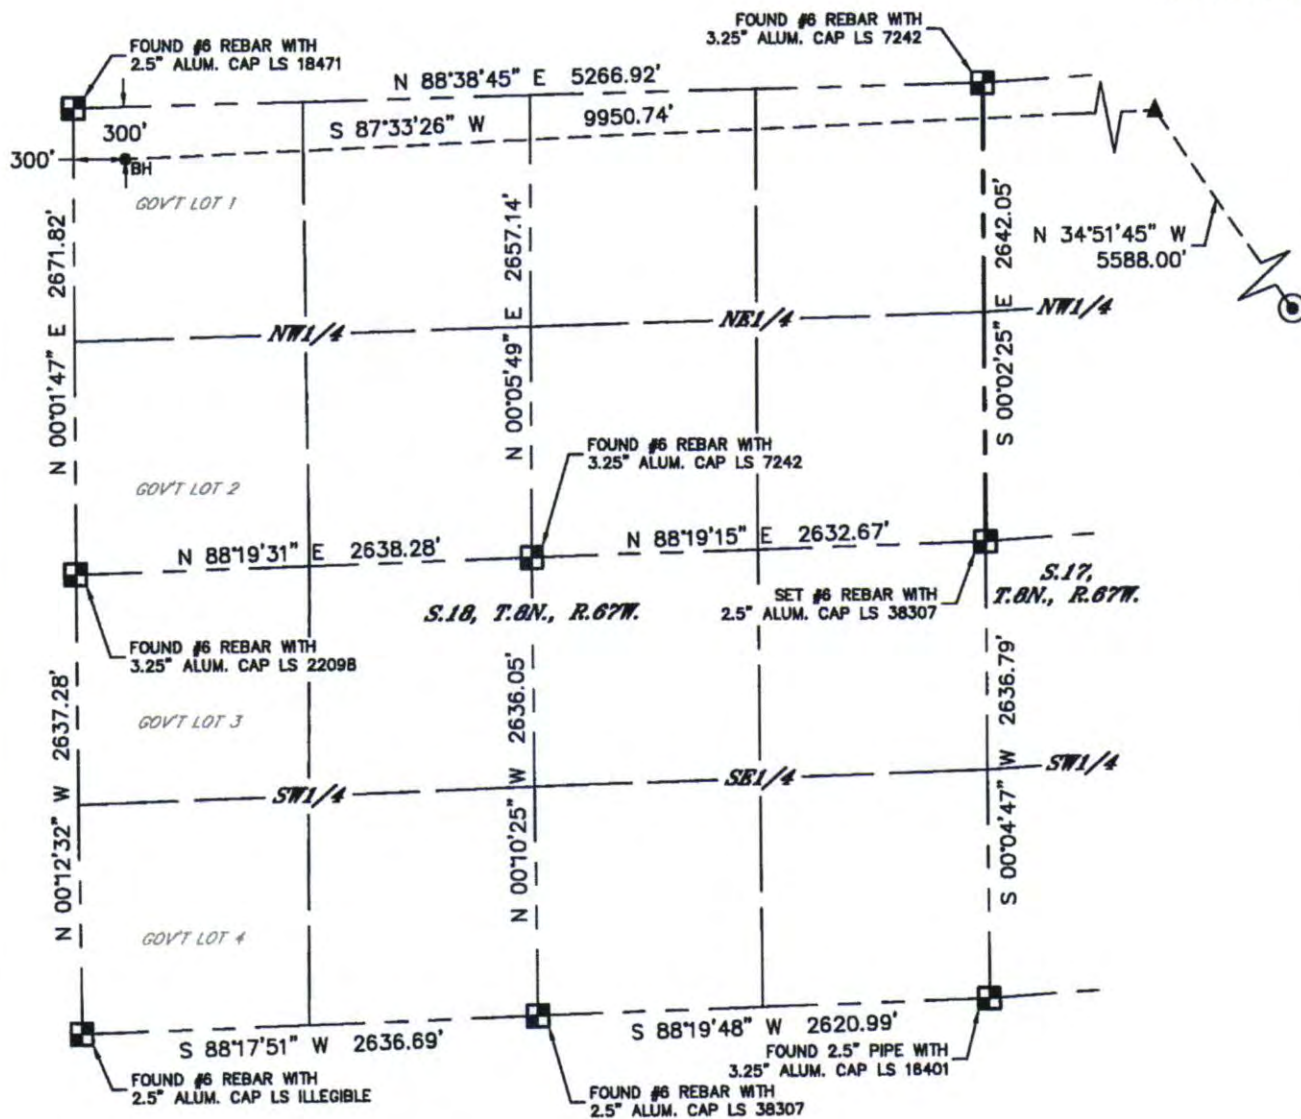 FOUND #6 REBAR WITH
2.5" ALUM. CAP LS 18471
FOUND #6 REBAR WITH
3.25" ALUM. CAP LS 7242
N 88°38'45" E 5266.92'
300'
S 87°33'26" W 9950.74'
300'
BH
GOV'T LOT 1
N 00°01'47" E 2671.82'
N 00°05'49" E 2657.14'
S 00°02'25" E 2642.05'
N 34°51'45" W
5588.00'
NW1/4
NE1/4
NW1/4
FOUND #6 REBAR WITH
3.25" ALUM. CAP LS 7242
GOV'T LOT 2
N 88°19'31" E 2638.28'
N 88°19'15" E 2632.67'
S.18, T.8N., R.67W.
SET #6 REBAR WITH
2.5" ALUM. CAP LS 38307
S.17,
T.8N., R.67W.
FOUND #6 REBAR WITH
3.25" ALUM. CAP LS 22098
GOV'T LOT 3
N 00°12'32" W 2637.28'
N 00°10'25" W 2636.05'
S 00°04'47" W 2636.79'
SW1/4
SE1/4
SW1/4
GOV'T LOT 4
S 88°17'51" W 2636.69'
S 88°19'48" W 2620.99'
FOUND 2.5" PIPE WITH
3.25" ALUM. CAP LS 16401
FOUND #6 REBAR WITH
2.5" ALUM. CAP LS ILLEGIBLE
FOUND #6 REBAR WITH
2.5" ALUM. CAP LS 38307